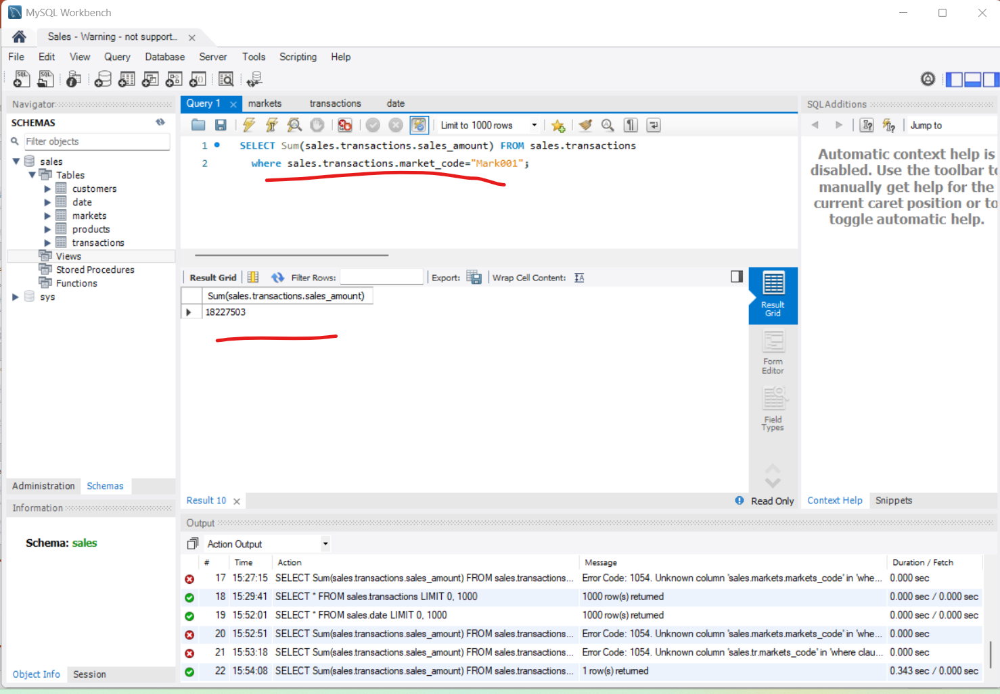 MySQL Workbench
Sales - Warning - not support...
File Edit View Query Database Server Tools Scripting Help
Navigator
SCHEMAS
Filter objects
sales
Tables
customers
date
markets
products
transactions
Views
Stored Procedures
Functions
sys
Administration Schemas
Information
Schema: sales
Object Info Session
Query 1 markets transactions date
Limit to 1000 rows
1 SELECT Sum(sales.transactions.sales_amount) FROM sales.transactions
2 where sales.transactions.market_code="Mark001";
Result Grid Filter Rows: Export: Wrap Cell Content:
Sum(sales.transactions.sales_amount)
18227503
Result Grid
Form Editor
Field Types
Result 10 Read Only
SQLAdditions
Jump to
Automatic context help is
disabled. Use the toolbar to
manually get help for the
current caret position or to
toggle automatic help.
Context Help Snippets
Output
Action Output
# Time Action Message Duration / Fetch
17 15:27:15 SELECT Sum(sales.transactions.sales_amount) FROM sales.transactions... Error Code: 1054. Unknown column 'sales.markets.markets_code' in 'whe... 0.000 sec
18 15:29:41 SELECT * FROM sales.transactions LIMIT 0, 1000 1000 row(s) returned 0.000 sec / 0.000 sec
19 15:52:01 SELECT * FROM sales.date LIMIT 0, 1000 1000 row(s) returned 0.000 sec / 0.000 sec
20 15:52:51 SELECT Sum(sales.transactions.sales_amount) FROM sales.transactions... Error Code: 1054. Unknown column 'sales.markets.markets_code' in 'whe... 0.000 sec
21 15:53:18 SELECT Sum(sales.transactions.sales_amount) FROM sales.transactions... Error Code: 1054. Unknown column 'sales.tr.markets_code' in 'where clau... 0.000 sec
22 15:54:08 SELECT Sum(sales.transactions.sales_amount) FROM sales.transactions... 1 row(s) returned 0.343 sec / 0.000 sec